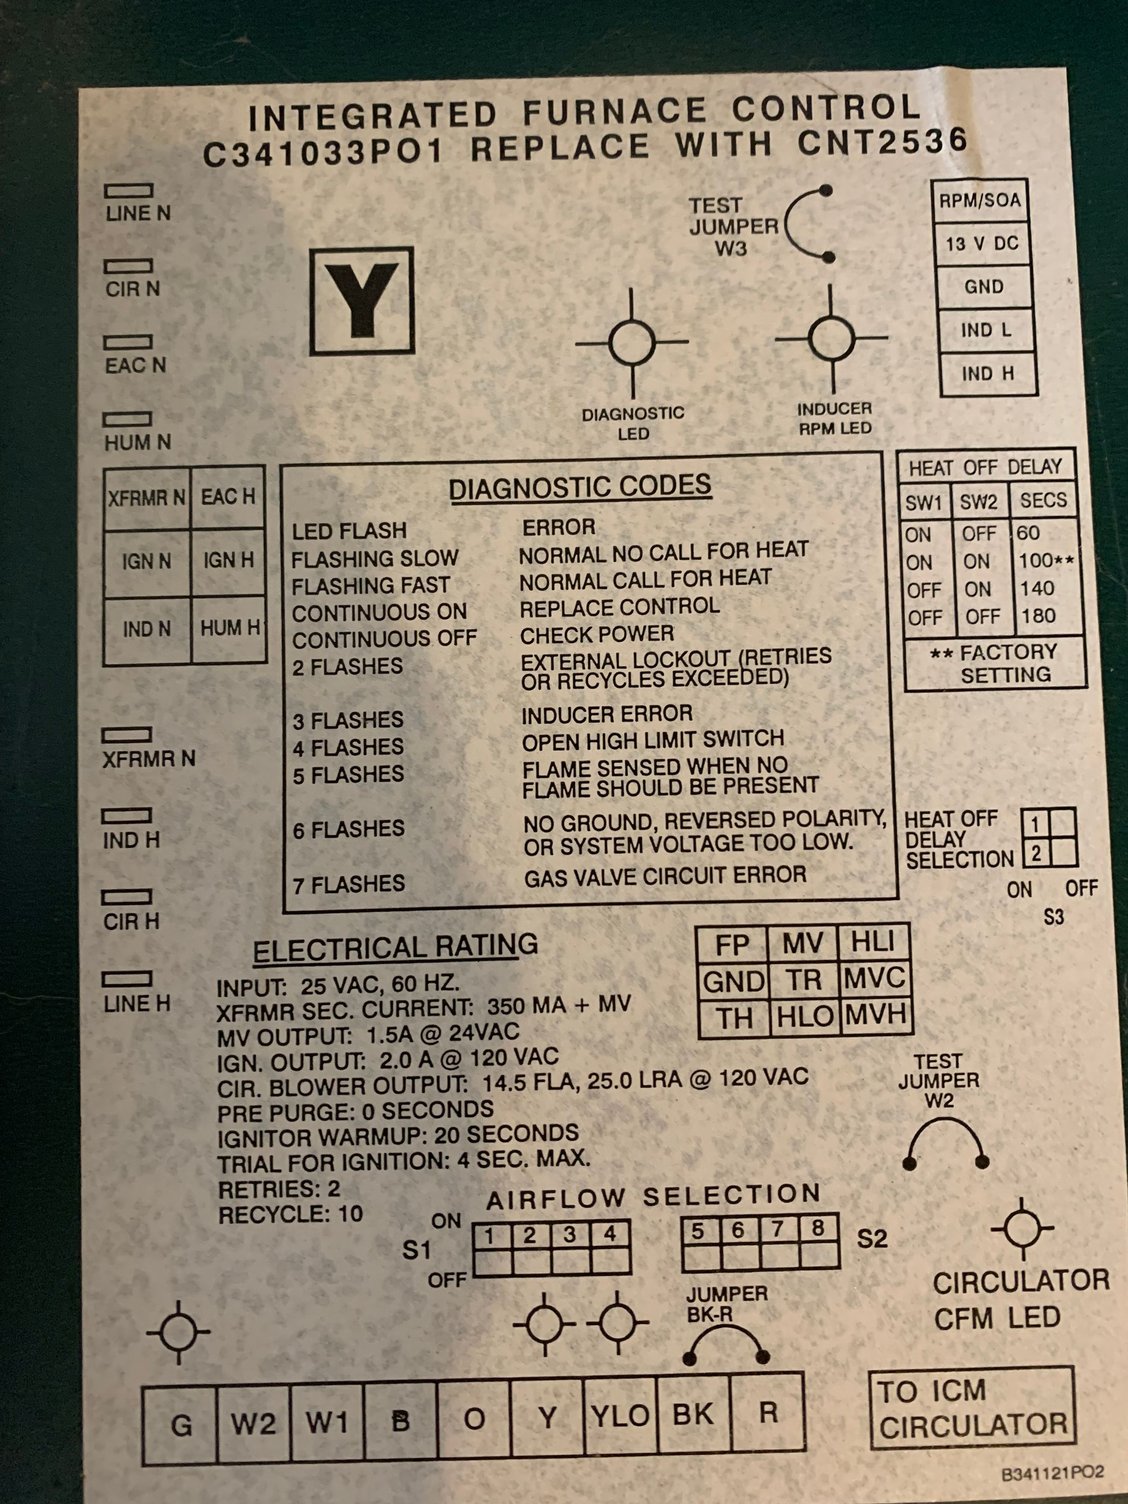 INTEGRATED FURNACE CONTROL
C341033PO1 REPLACE WITH CNT2536
LINE N
CIR N
EAC N
HUM N
Y
TEST
JUMPER
W3
DIAGNOSTIC
LED
INDUCER
RPM LED
RPM/SOA
13 V DC
GND
IND L
IND H
XFRMR N EAC H
IGN N IGN H
IND N HUM H
DIAGNOSTIC CODES
LED FLASH ERROR
FLASHING SLOW NORMAL NO CALL FOR HEAT
FLASHING FAST NORMAL CALL FOR HEAT
CONTINUOUS ON REPLACE CONTROL
CONTINUOUS OFF CHECK POWER
2 FLASHES EXTERNAL LOCKOUT (RETRIES
OR RECYCLES EXCEEDED)
3 FLASHES INDUCER ERROR
4 FLASHES OPEN HIGH LIMIT SWITCH
5 FLASHES FLAME SENSED WHEN NO
FLAME SHOULD BE PRESENT
6 FLASHES NO GROUND, REVERSED POLARITY,
OR SYSTEM VOLTAGE TOO LOW.
7 FLASHES GAS VALVE CIRCUIT ERROR
HEAT OFF DELAY
SW1 SW2 SECS
ON OFF 60
ON ON 100**
OFF ON 140
OFF OFF 180
** FACTORY
SETTING
XFRMR N
IND H
CIR H
LINE H
HEAT OFF
DELAY
SELECTION
1
2
ON OFF
S3
ELECTRICAL RATING
INPUT: 25 VAC, 60 HZ.
XFRMR SEC. CURRENT: 350 MA + MV
MV OUTPUT: 1.5A @ 24VAC
IGN. OUTPUT: 2.0 A @ 120 VAC
CIR. BLOWER OUTPUT: 14.5 FLA, 25.0 LRA @ 120 VAC
PRE PURGE: 0 SECONDS
IGNITOR WARMUP: 20 SECONDS
TRIAL FOR IGNITION: 4 SEC. MAX.
RETRIES: 2
RECYCLE: 10
FP MV HLI
GND TR MVC
TH HLO MVH
TEST
JUMPER
W2
AIRFLOW SELECTION
ON
S1
OFF
1 2 3 4
5 6 7 8
S2
JUMPER
BK-R
CIRCULATOR
CFM LED
G W2 W1 B O Y YLO BK R
TO ICM
CIRCULATOR
B341121PO2